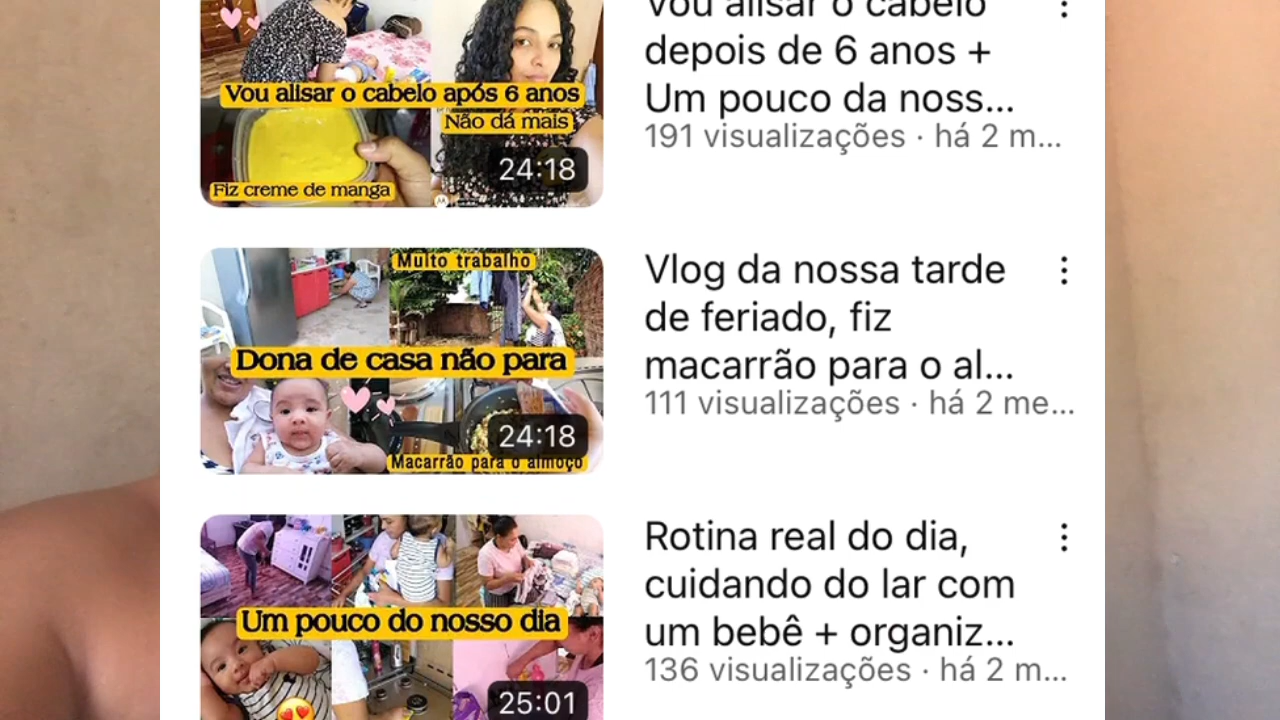 Vou alisar o cabelo após 6 anos
Não dá mais
Fiz creme de manga
24:18
Vou alisar o cabelo
depois de 6 anos +
Um pouco da noss...
191 visualizações · há 2 m...
Muito trabalho
Dona de casa não para
24:18
Macarrão para o almoço
Vlog da nossa tarde
de feriado, fiz
macarrão para o al...
111 visualizações · há 2 me...
Um pouco do nosso dia
25:01
Rotina real do dia,
cuidando do lar com
um bebê + organiz...
136 visualizações · há 2 m...